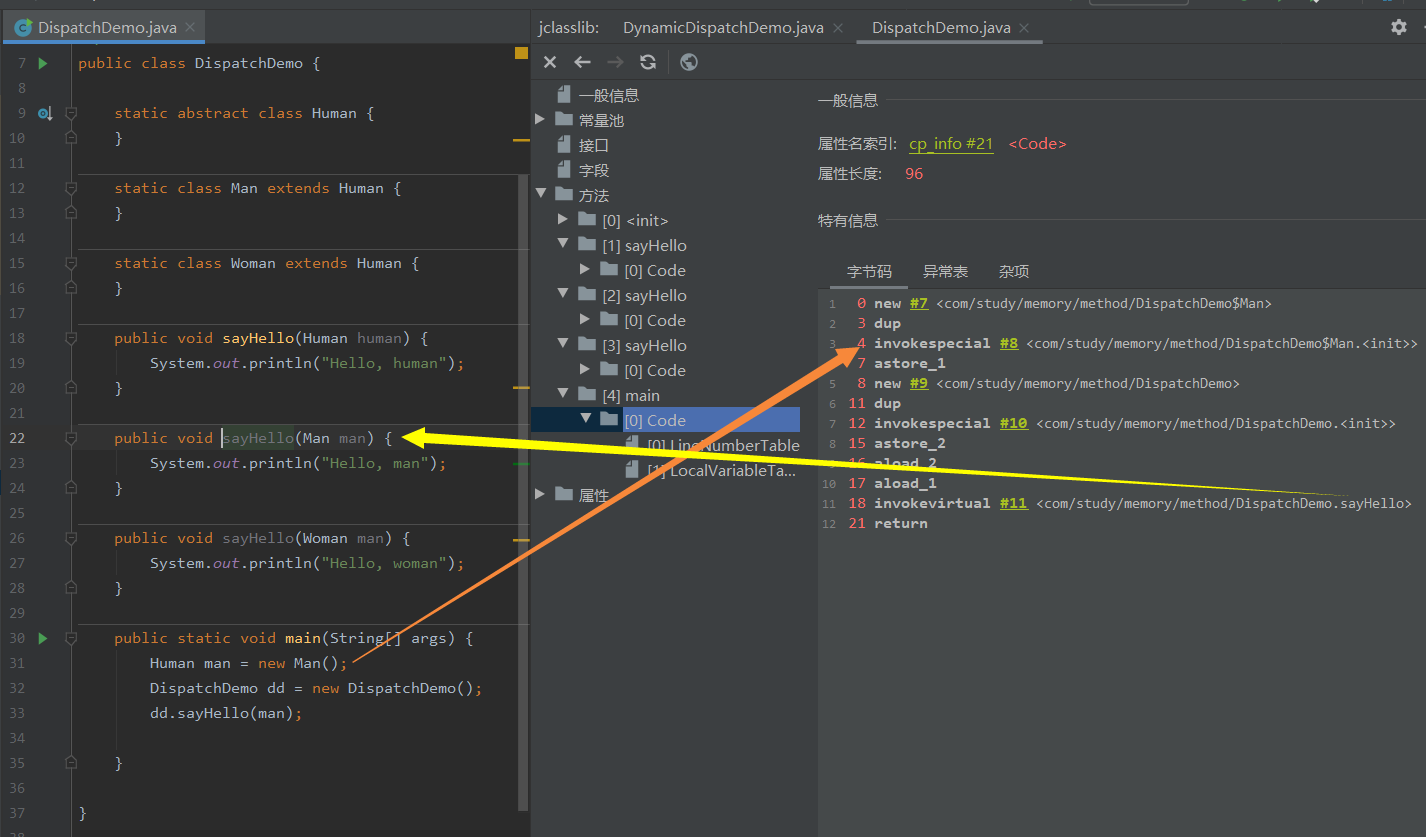 DispatchDemo.java
7 public class DispatchDemo {
8
9 static abstract class Human {
10 }
11
12 static class Man extends Human {
13 }
14
15 static class Woman extends Human {
16 }
17
18 public void sayHello(Human human) {
19 System.out.println("Hello, human");
20 }
21
22 public void sayHello(Man man) {
23 System.out.println("Hello, man");
24 }
25
26 public void sayHello(Woman man) {
27 System.out.println("Hello, woman");
28 }
29
30 public static void main(String[] args) {
31 Human man = new Man();
32 DispatchDemo dd = new DispatchDemo();
33 dd.sayHello(man);
34
35 }
36
37 }
jclasslib: DynamicDispatchDemo.java DispatchDemo.java
一般信息
常量池
接口
字段
方法
[0] <init>
[1] sayHello
[0] Code
[2] sayHello
[0] Code
[3] sayHello
[0] Code
[4] main
[0] Code
[0] LineNumberTable
[1] LocalVariableTa...
属性
一般信息
属性名索引: cp_info #21 <Code>
属性长度: 96
特有信息
字节码 异常表 杂项
1 0 new #7 <com/study/memory/method/DispatchDemo$Man>
2 3 dup
3 4 invokespecial #8 <com/study/memory/method/DispatchDemo$Man.<init>>
7 astore_1
5 8 new #9 <com/study/memory/method/DispatchDemo>
6 11 dup
7 12 invokespecial #10 <com/study/memory/method/DispatchDemo.<init>>
8 15 astore_2
16 aload_2
10 17 aload_1
11 18 invokevirtual #11 <com/study/memory/method/DispatchDemo.sayHello>
12 21 return